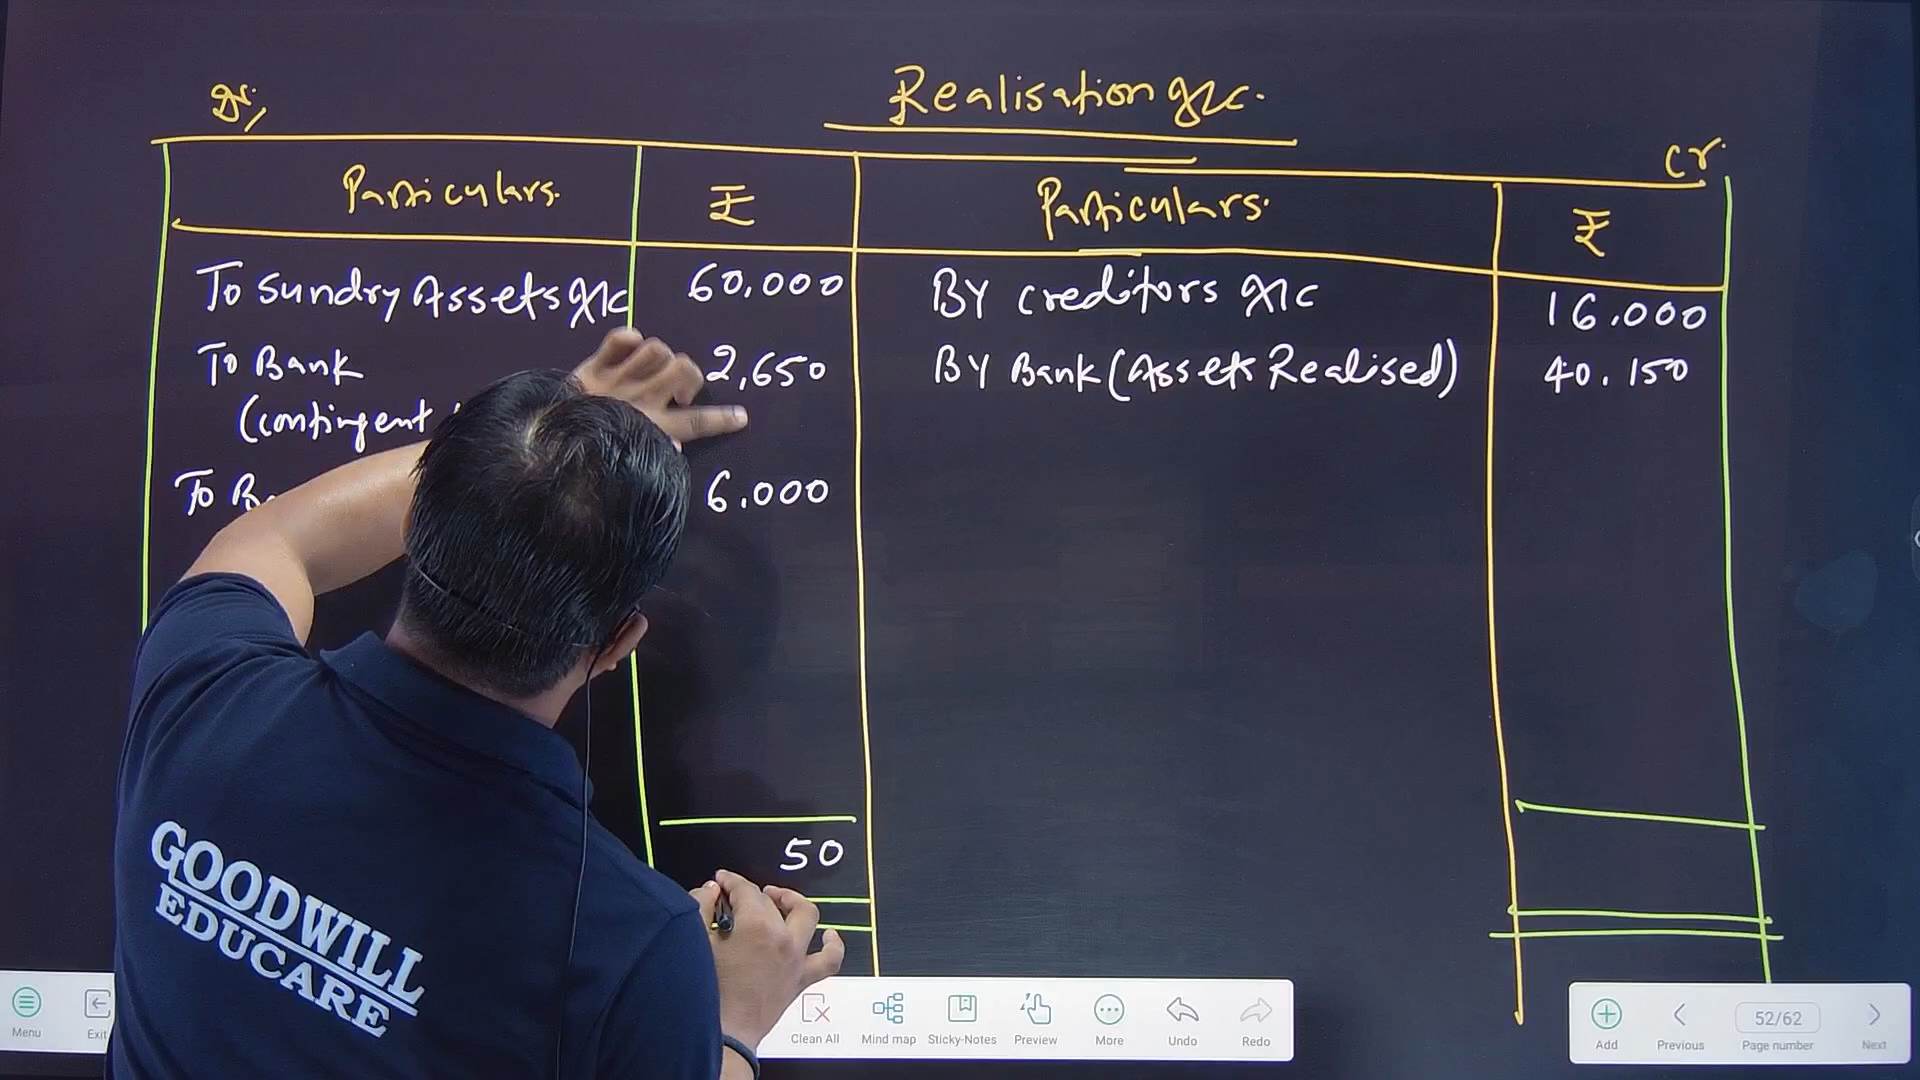 Realisation A/c.
Dr,
Cr.
Particulars. ₹ Particulars. ₹
To Sundry Assets A/c 60,000 By creditors A/c 16,000
To Bank 2,650 By Bank (Assets Realised) 40,150
(contingent
To 6,000
50
GOODWILL
EDUCARE
Menu Exit Clean All Mind map Sticky-Notes Preview More Undo Redo
Add Previous 52/62 Page number Next